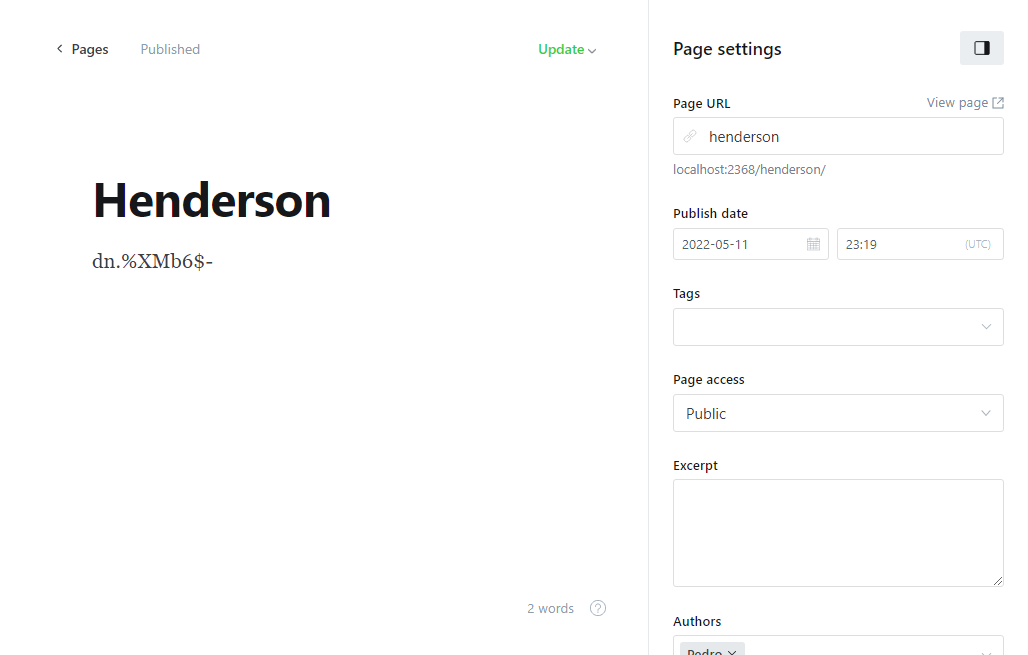 Pages
Published
Update
Henderson
dn.%XMb6$-
2 words
?
Page settings
Page URL
View page
henderson
localhost:2368/henderson/
Publish date
2022-05-11
23:19
(UTC)
Tags
Page access
Public
Excerpt
Authors
Pedro